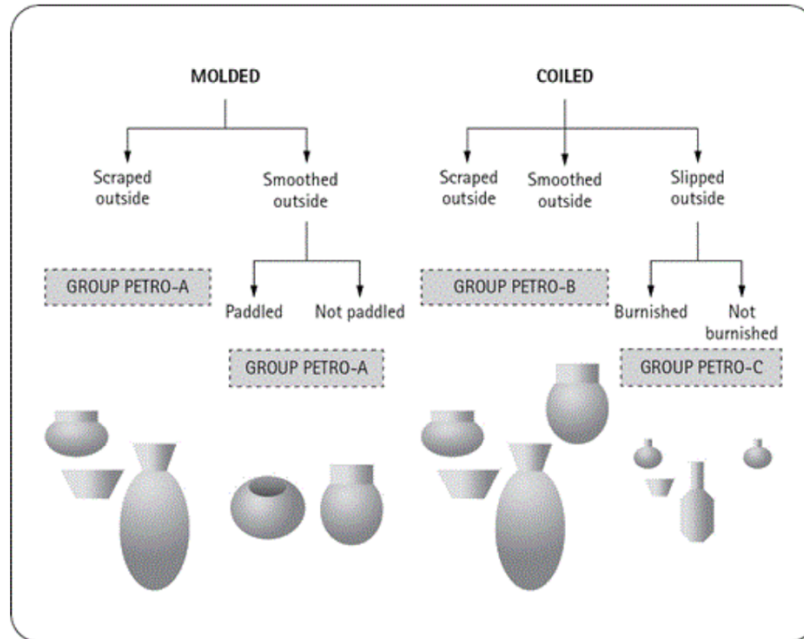 MOLDED
COILED
Scraped
outside
Smoothed
outside
Scraped
outside
Smoothed
outside
Slipped
outside
GROUP PETRO-A
Paddled
Not paddled
GROUP PETRO-A
GROUP PETRO-B
Burnished
Not
burnished
GROUP PETRO-C